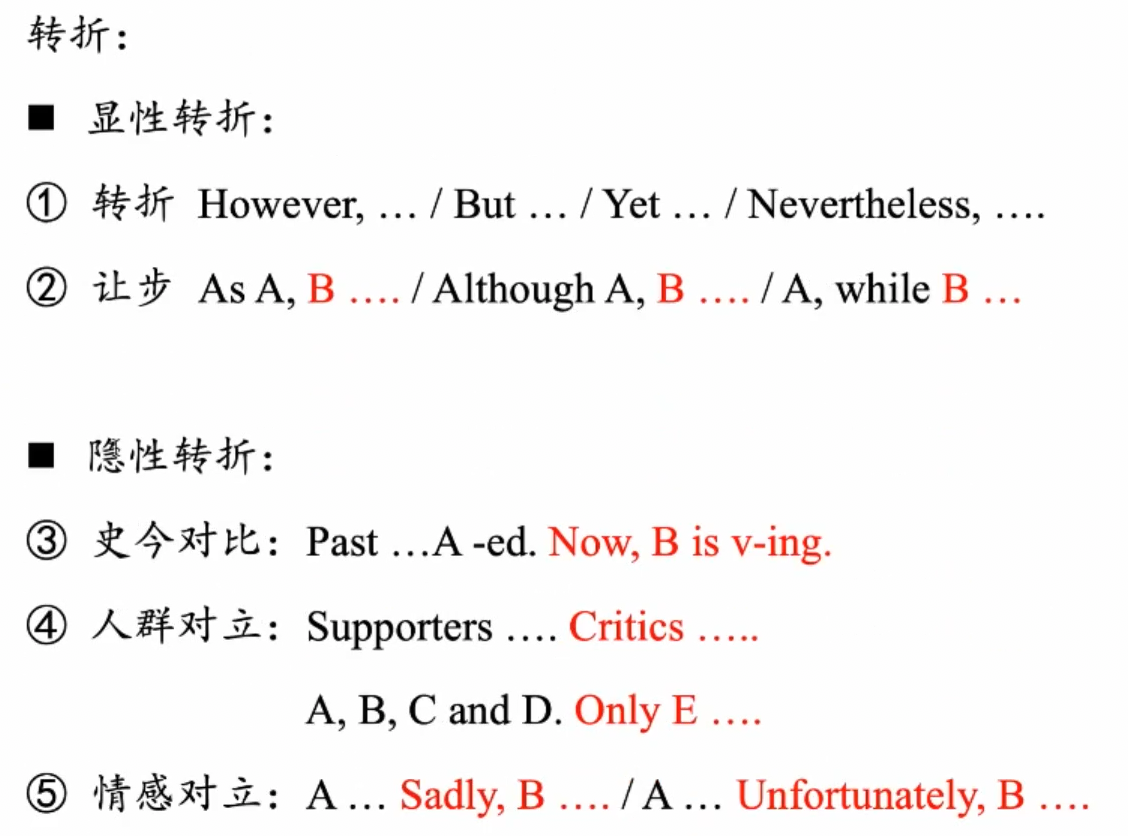 转折：
■ 显性转折：
① 转折 However, … / But … / Yet … / Nevertheless, ….
② 让步 As A, B …. / Although A, B …. / A, while B …
■ 隐性转折：
③ 史今对比：Past …A -ed. Now, B is v-ing.
④ 人群对立：Supporters …. Critics …..
A, B, C and D. Only E ….
⑤ 情感对立：A … Sadly, B …. / A … Unfortunately, B ….